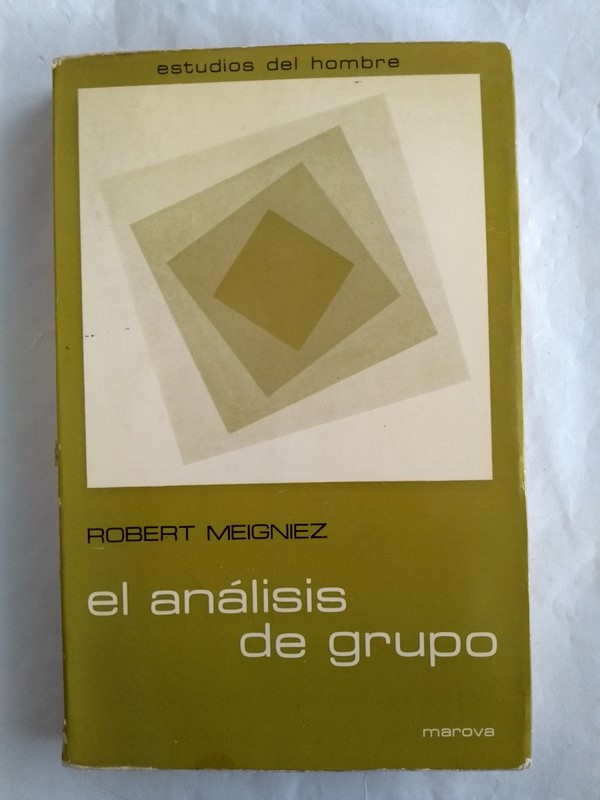 estudios del hombre
ROBERT MEIGNIEZ
el análisis
de grupo
marova